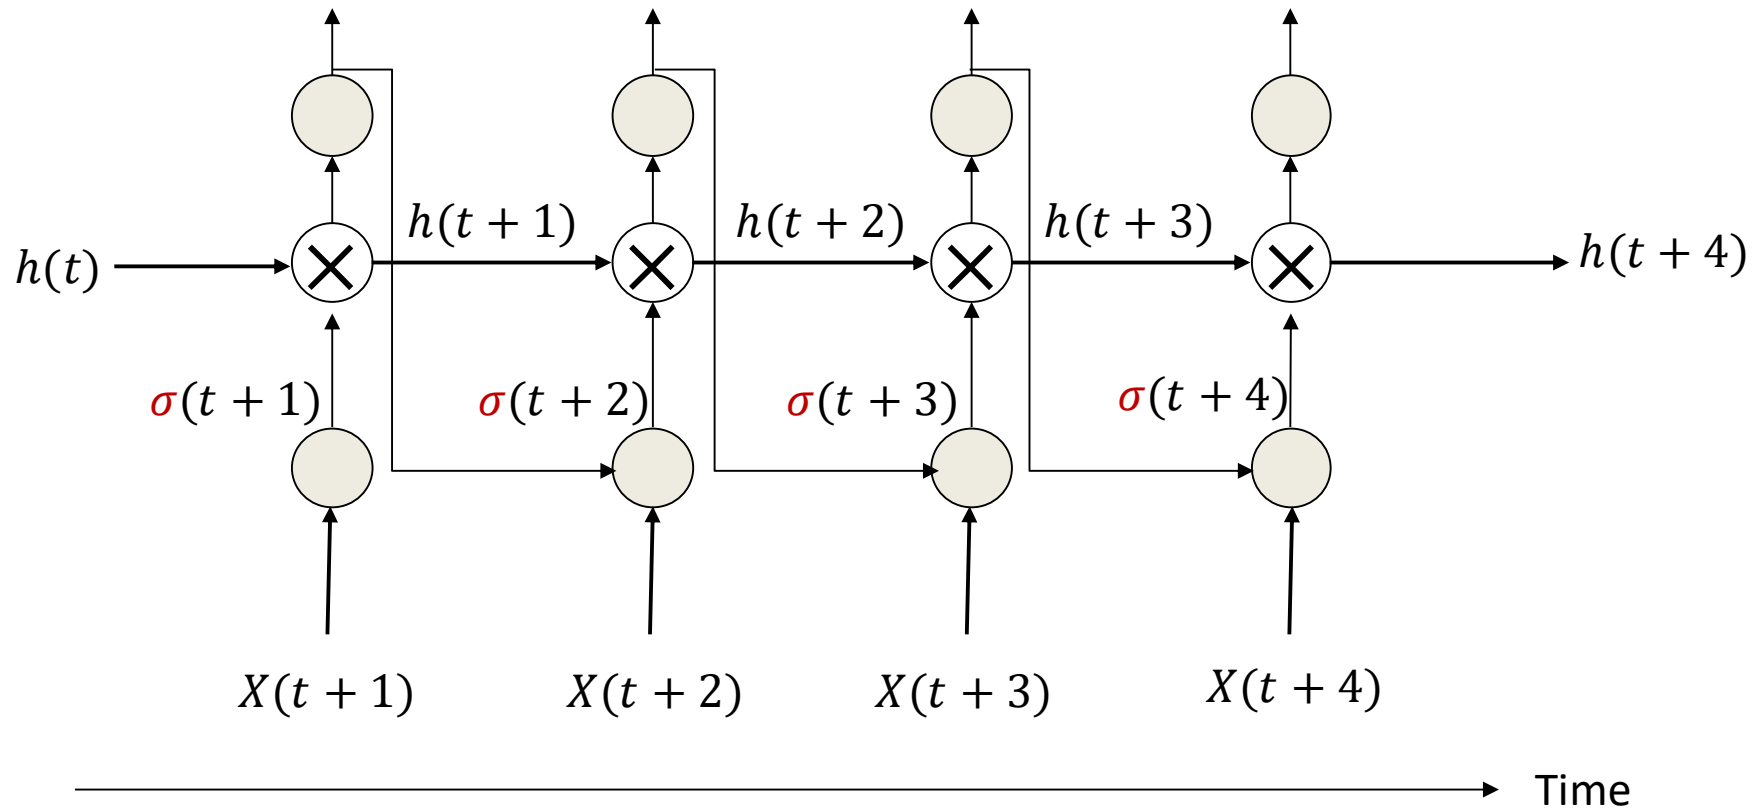 h(t + 1) h(t + 2) h(t + 3)
h(t) h(t + 4)
σ(t + 1) σ(t + 2) σ(t + 3) σ(t + 4)
X(t + 1) X(t + 2) X(t + 3) X(t + 4)
Time